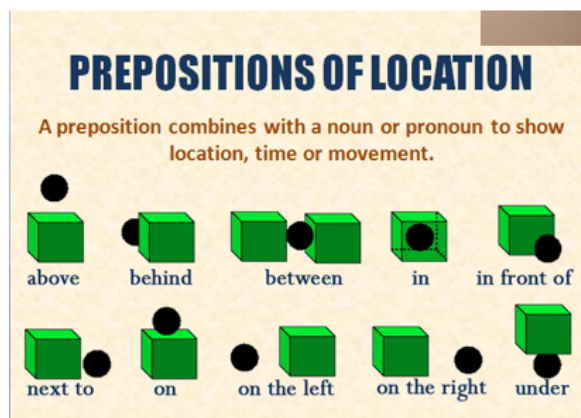 PREPOSITIONS OF LOCATION
A preposition combines with a noun or pronoun to show
location, time or movement.
above behind between in in front of
next to on on the left on the right under